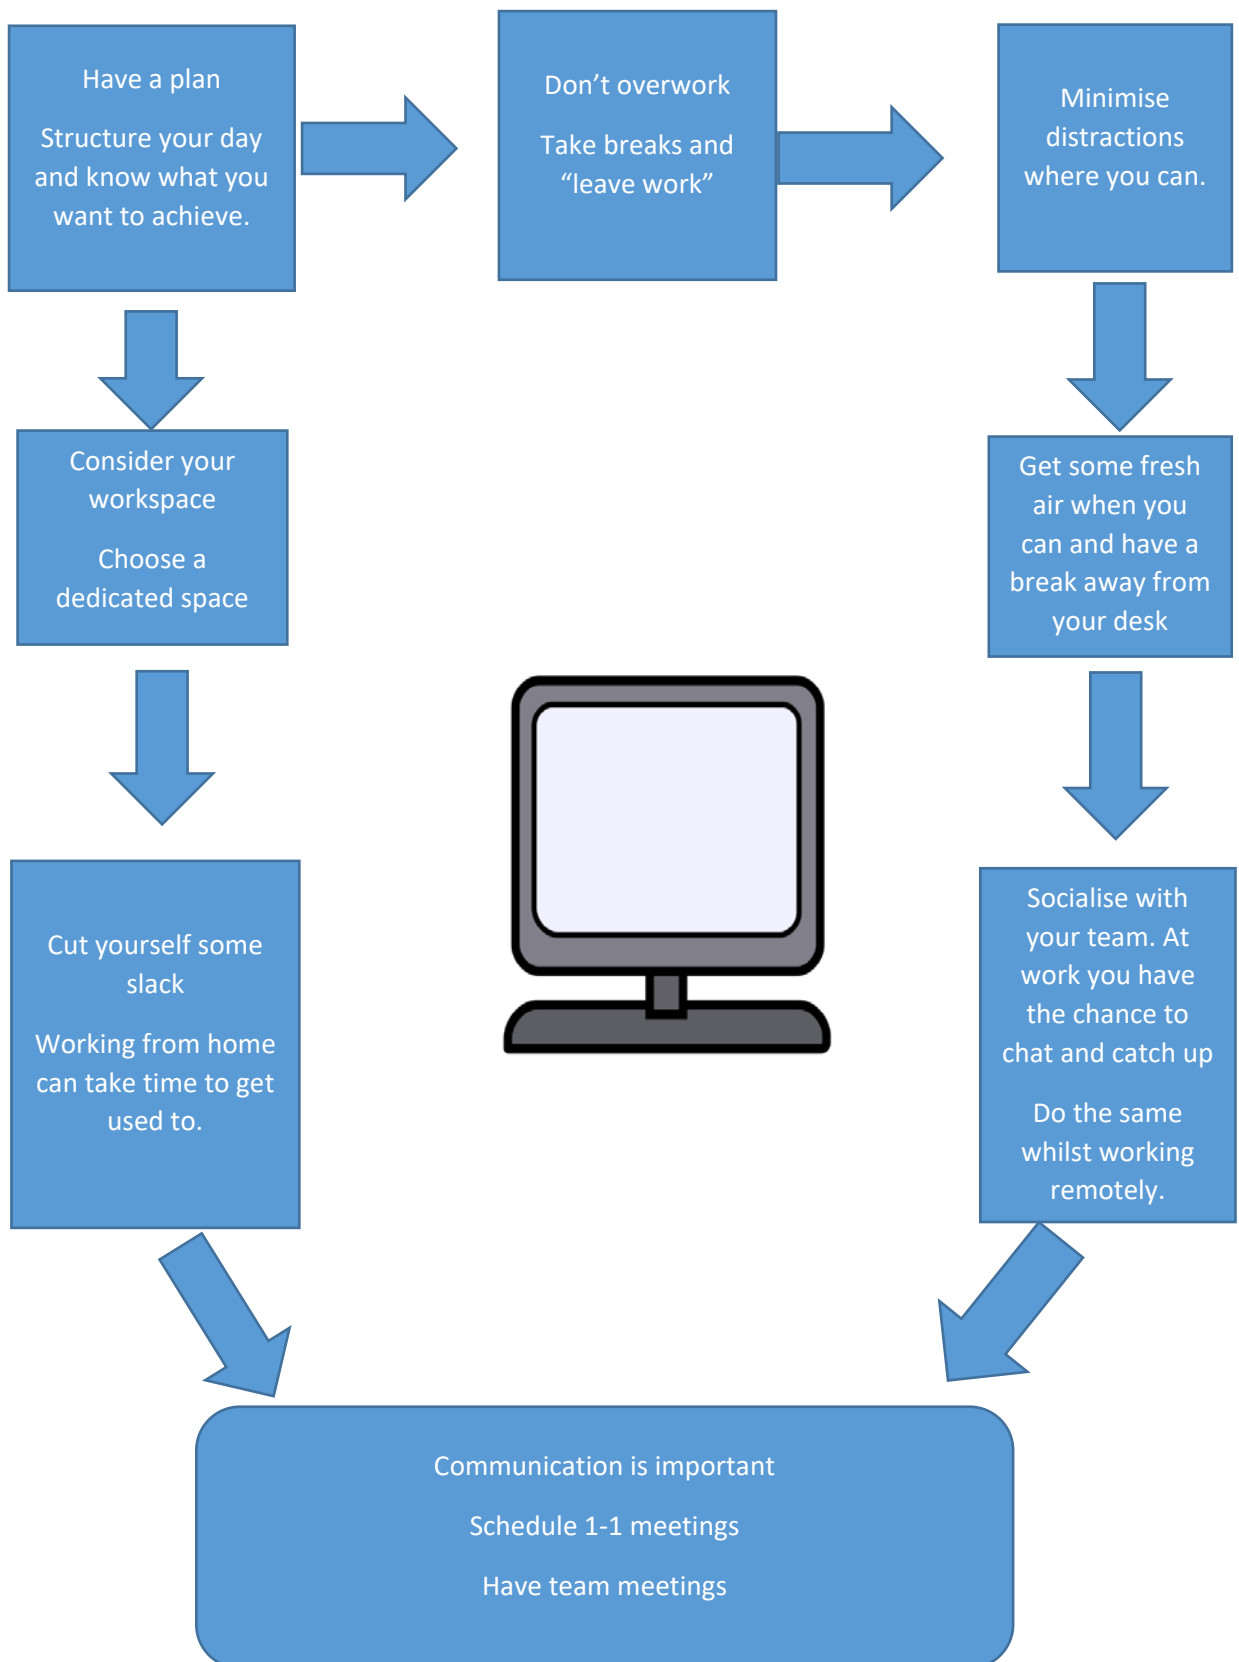 Have a plan
Structure your day
and know what you
want to achieve.
Don’t overwork
Take breaks and
“leave work”
Minimise
distractions
where you can.
Consider your
workspace
Choose a
dedicated space
Get some fresh
air when you
can and have a
break away from
your desk
Cut yourself some
slack
Working from home
can take time to get
used to.
Socialise with
your team. At
work you have
the chance to
chat and catch up
Do the same
whilst working
remotely.
Communication is important
Schedule 1-1 meetings
Have team meetings